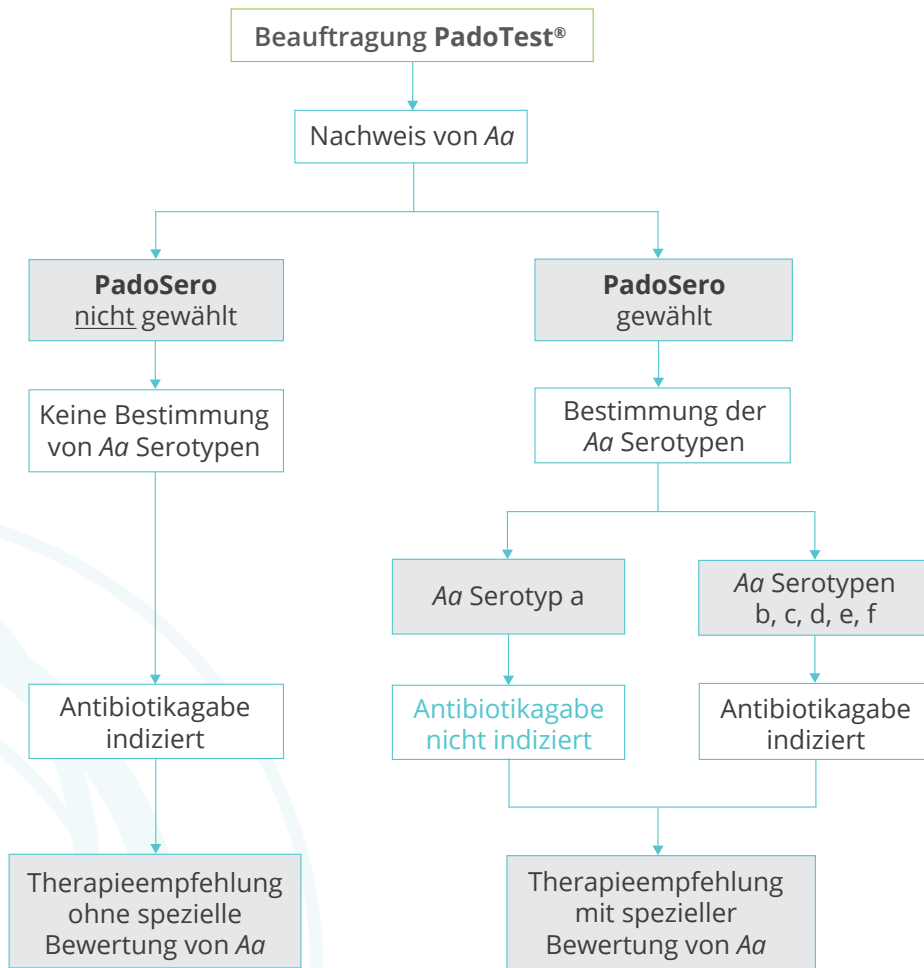 Beauftragung PadoTest®
Nachweis von Aa
PadoSero
nicht gewählt
PadoSero
gewählt
Keine Bestimmung
von Aa Serotypen
Bestimmung der
Aa Serotypen
Aa Serotyp a
Aa Serotypen
b, c, d, e, f
Antibiotikagabe
indiziert
Antibiotikagabe
nicht indiziert
Antibiotikagabe
indiziert
Therapieempfehlung
ohne spezielle
Bewertung von Aa
Therapieempfehlung
mit spezieller
Bewertung von Aa